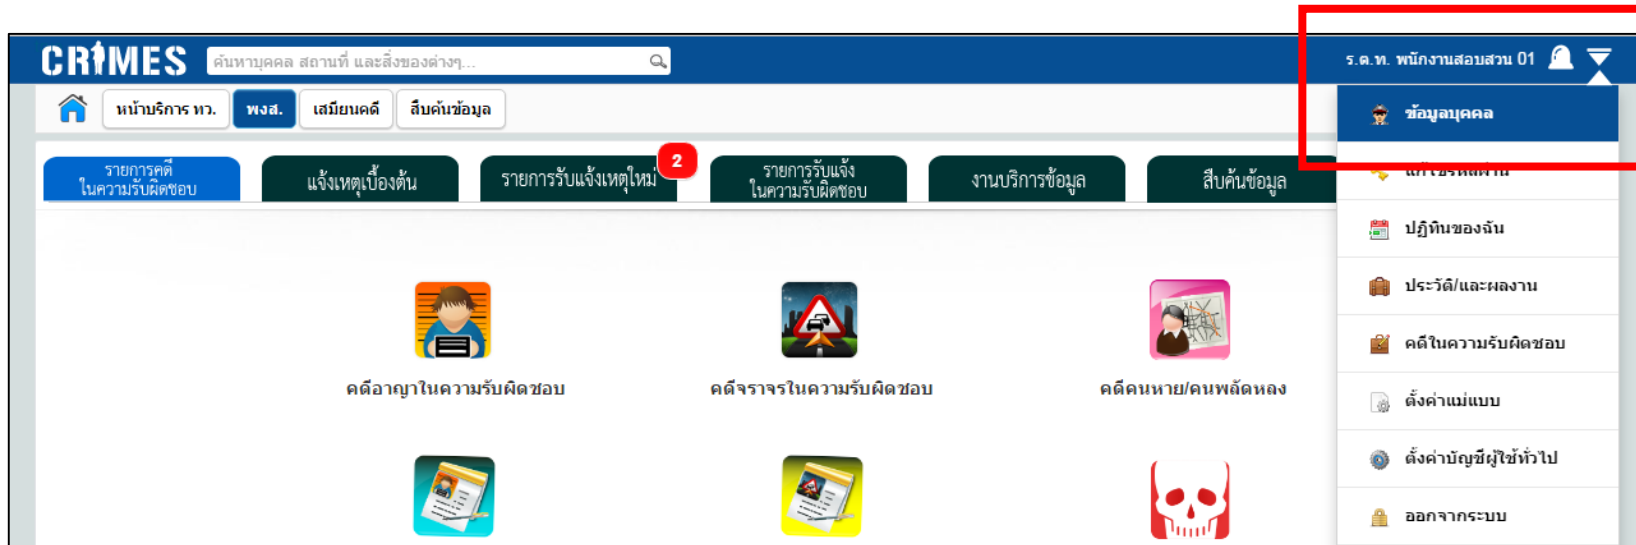 CRIMES
ค้นหาบุคคล สถานที่ และสิ่งของต่างๆ...
ร.ต.ท. พนักงานสอบสวน 01
หน้าบริการ ทว.
พงส.
เสมียนคดี
สืบค้นข้อมูล
รายการคดี
ในความรับผิดชอบ
แจ้งเหตุเบื้องต้น
รายการรับแจ้งเหตุใหม่
2
รายการรับแจ้ง
ในความรับผิดชอบ
งานบริการข้อมูล
สืบค้นข้อมูล
ข้อมูลบุคคล
แก้ไขรหัสผ่าน
ปฏิทินของฉัน
ประวัติ/และผลงาน
คดีในความรับผิดชอบ
ตั้งค่าแม่แบบ
ตั้งค่าบัญชีผู้ใช้ทั่วไป
ออกจากระบบ
คดีอาญาในความรับผิดชอบ
คดีจราจรในความรับผิดชอบ
คดีคนหาย/คนพลัดหลง